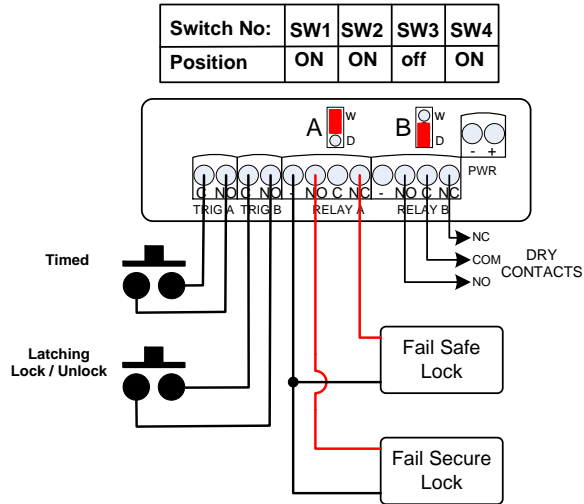 Switch No: SW1 SW2 SW3 SW4
Position ON ON off ON
A W D
B W D
- +
PWR
C NO C NO - NO C NC - NO C NC
TRIG A TRIG B RELAY A RELAY B
NC
COM
NO
DRY
CONTACTS
Timed
Latching
Lock / Unlock
Fail Safe
Lock
Fail Secure
Lock